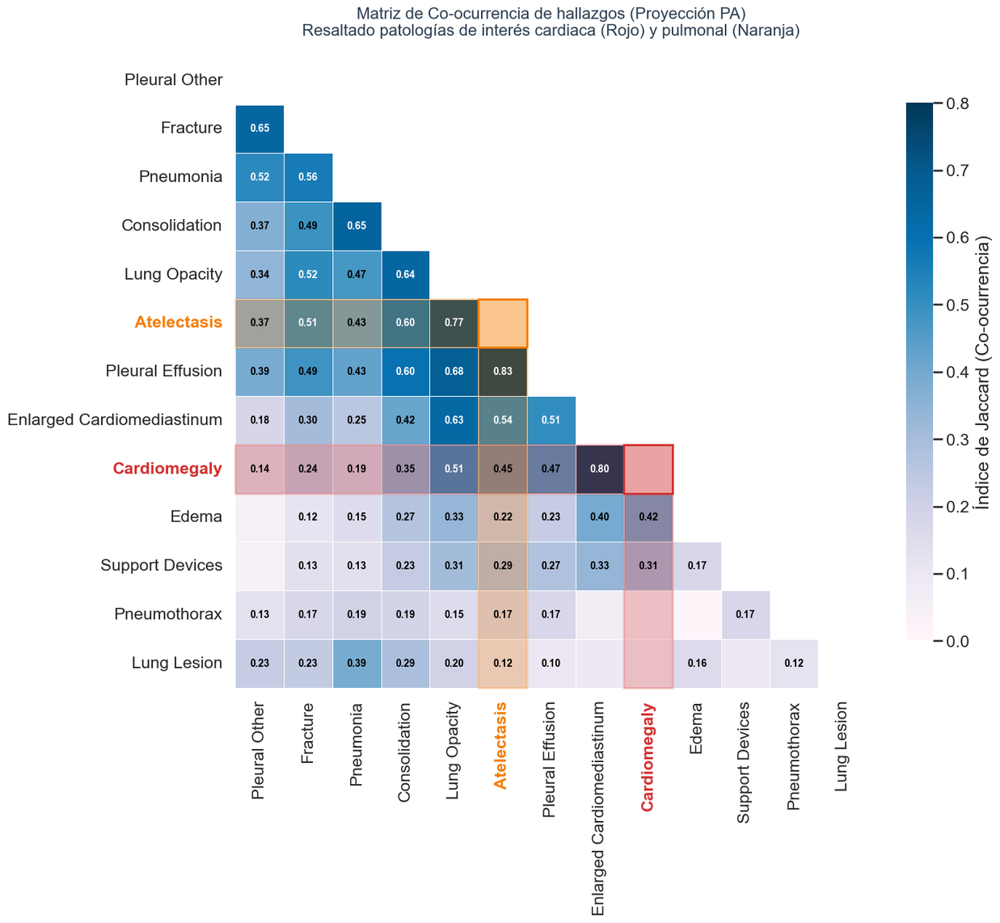 Matriz de Co-ocurrencia de hallazgos (Proyección PA)
Resaltado patologías de interés cardiaca (Rojo) y pulmonal (Naranja)
Pleural Other
Fracture 0.65
Pneumonia 0.52 0.56
Consolidation 0.37 0.49 0.65
Lung Opacity 0.34 0.52 0.47 0.64
Atelectasis 0.37 0.51 0.43 0.60 0.77
Pleural Effusion 0.39 0.49 0.43 0.60 0.68 0.83
Enlarged Cardiomediastinum 0.18 0.30 0.25 0.42 0.63 0.54 0.51
Cardiomegaly 0.14 0.24 0.19 0.35 0.51 0.45 0.47 0.80
Edema 0.12 0.15 0.27 0.33 0.22 0.23 0.40 0.42
Support Devices 0.13 0.13 0.23 0.31 0.29 0.27 0.33 0.31 0.17
Pneumothorax 0.13 0.17 0.19 0.19 0.15 0.17 0.17 0.17
Lung Lesion 0.23 0.23 0.39 0.29 0.20 0.12 0.10 0.16 0.12
Pleural Other
Fracture
Pneumonia
Consolidation
Lung Opacity
Atelectasis
Pleural Effusion
Enlarged Cardiomediastinum
Cardiomegaly
Edema
Support Devices
Pneumothorax
Lung Lesion
0.8
0.7
0.6
0.5
0.4
0.3
0.2
0.1
0.0
Índice de Jaccard (Co-ocurrencia)